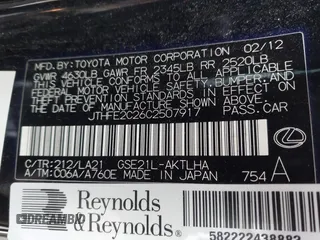 MFD.BY:TOYOTA MOTOR CORPORATION 02/12
GVWR 4630LB GAWR FR 2345LB RR 2520LB
THIS VEHICLE CONFORMS TO ALL APPLICABLE
FEDERAL MOTOR VEHICLE SAFETY, BUMPER,
AND THEFT PREVENTION STANDARDS IN EFFECT
ON THE DATE OF MANUFACTURE SHOWN ABOVE.
JTHFE2C26C2507917 PASS.CAR
C/TR:212/LA21 GSE21L-AKTLHA
A/TM:C06A/A760E MADE IN JAPAN 754 A
Reynolds
& Reynolds®
DREAMBID
582222438882